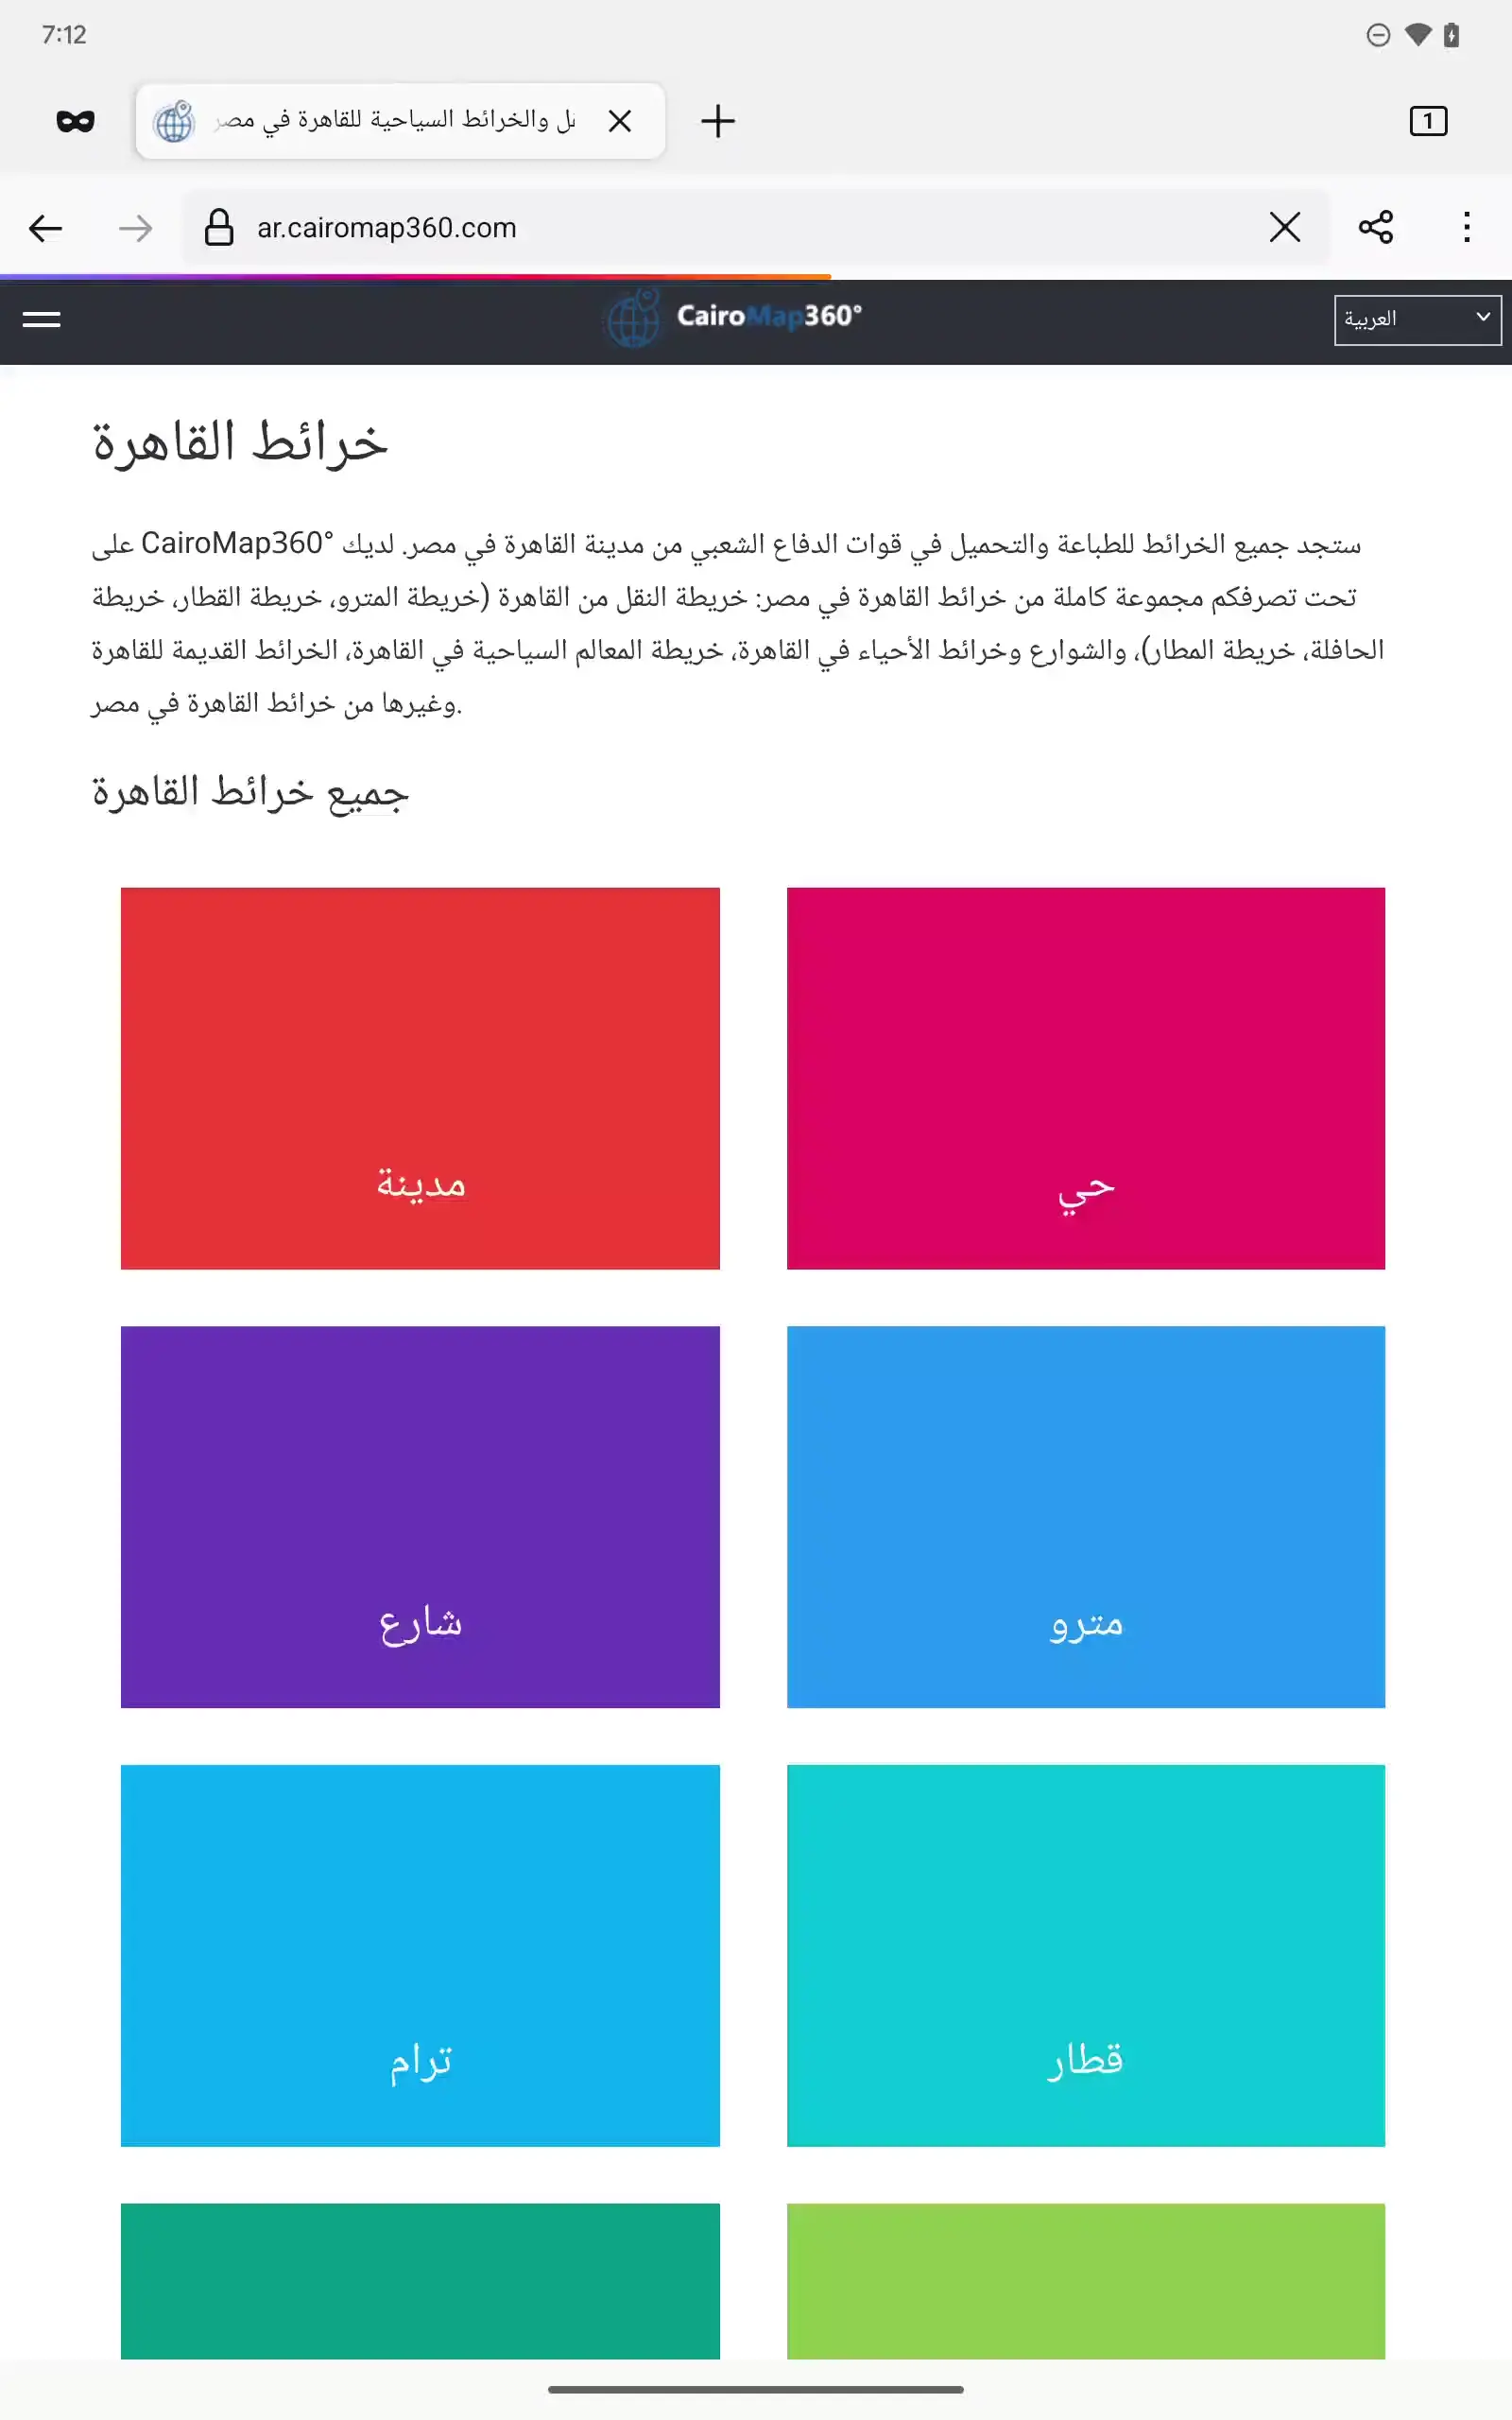 7:12
ل والخرائط السياحية للقاهرة في مصر
1
ar.cairomap360.com
CairoMap360°
العربية
خرائط القاهرة
على CairoMap360° ستجد جميع الخرائط للطباعة والتحميل في قوات الدفاع الشعبي من مدينة القاهرة في مصر. لديك
تحت تصرفكم مجموعة كاملة من خرائط القاهرة في مصر: خريطة النقل من القاهرة (خريطة المترو، خريطة القطار، خريطة
الحافلة، خريطة المطار)، والشوارع وخرائط الأحياء في القاهرة، خريطة المعالم السياحية في القاهرة، الخرائط القديمة للقاهرة
وغيرها من خرائط القاهرة في مصر.
جميع خرائط القاهرة
مدينة
حي
شارع
مترو
ترام
قطار